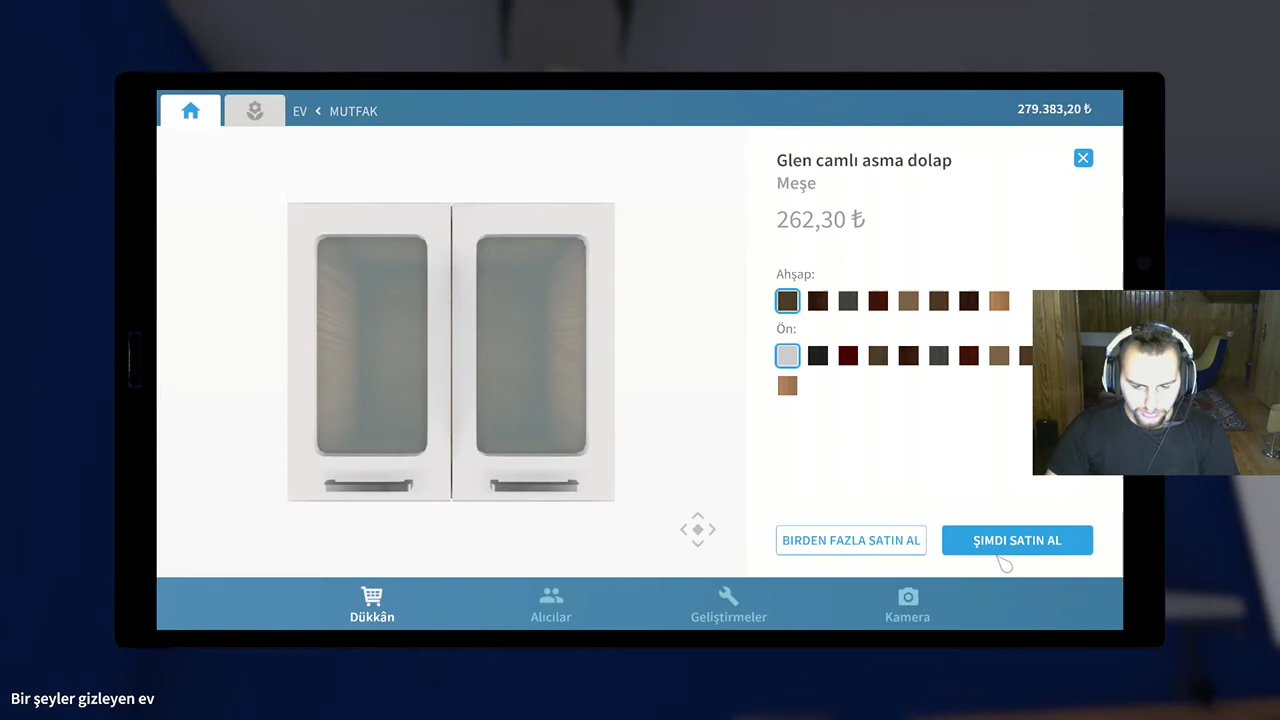 EV < MUTFAK
279.383,20 ₺
Glen camlı asma dolap
Meşe
262,30 ₺
Ahşap:
Ön:
BIRDEN FAZLA SATIN AL
ŞIMDI SATIN AL
Dükkân
Alıcılar
Geliştirmeler
Kamera
Bir şeyler gizleyen ev